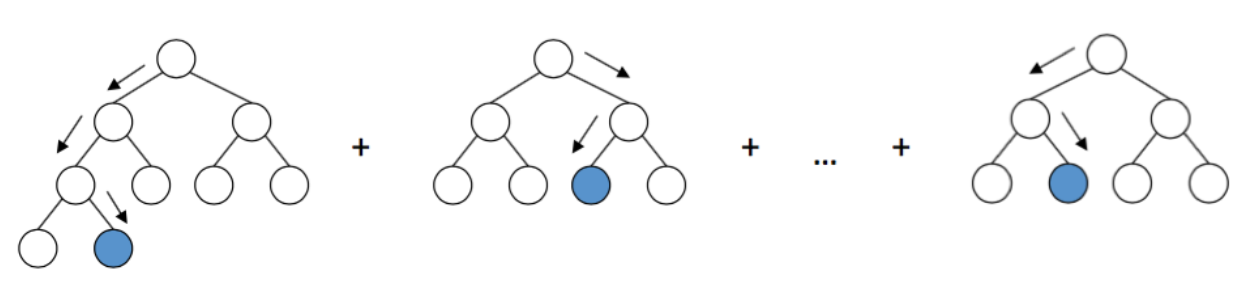 + + ... +